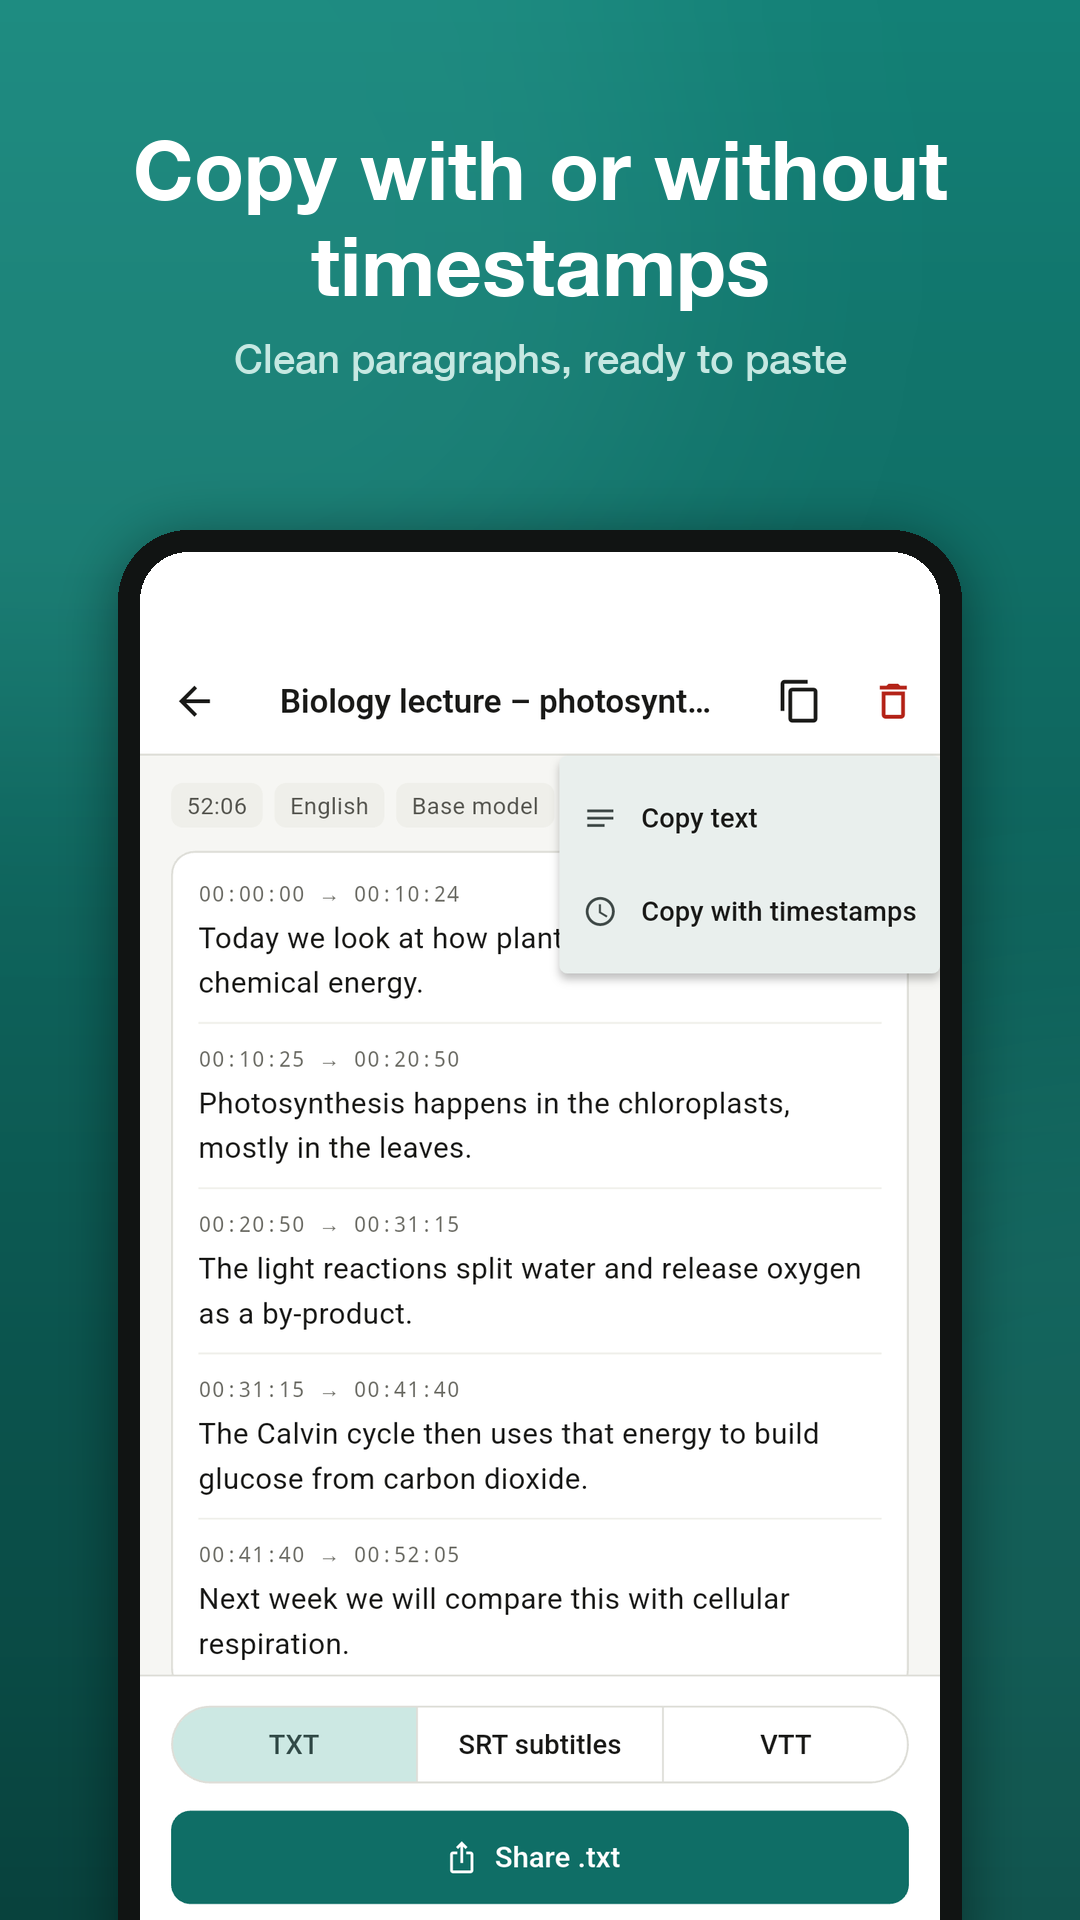 Copy with or without
timestamps
Clean paragraphs, ready to paste
Biology lecture – photosynt...
52:06 English Base model
Copy text
Copy with timestamps
00:00:00 → 00:10:24
Today we look at how plant
chemical energy.
00:10:25 → 00:20:50
Photosynthesis happens in the chloroplasts,
mostly in the leaves.
00:20:50 → 00:31:15
The light reactions split water and release oxygen
as a by-product.
00:31:15 → 00:41:40
The Calvin cycle then uses that energy to build
glucose from carbon dioxide.
00:41:40 → 00:52:05
Next week we will compare this with cellular
respiration.
TXT SRT subtitles VTT
Share .txt